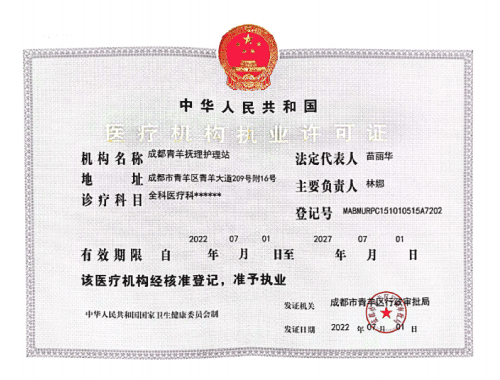 中华人民共和国
医疗机构执业许可证
机构名称 成都青羊抚理护理站
法定代表人 苗丽华
地址 成都市青羊区青羊大道209号附16号
主要负责人 林娜
诊疗科目 全科医疗科******
登记号 MABMURPC151010515A7202
有效期限 自 2022 年 07 月 01 日至 2027 年 07 月 01 日
该医疗机构经核准登记，准予执业
发证机关 成都市青羊区行政审批局
中华人民共和国国家卫生健康委员会制
发证日期 2022 年 07 月 01 日